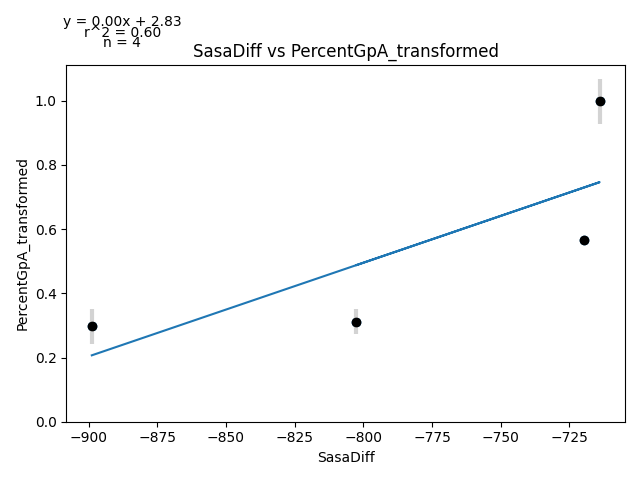 y = 0.00x + 2.83
r^2 = 0.60
n = 4
SasaDiff vs PercentGpA_transformed
1.0
0.8
0.6
0.4
0.2
0.0
PercentGpA_transformed
−900
−875
−850
−825
−800
−775
−750
−725
SasaDiff